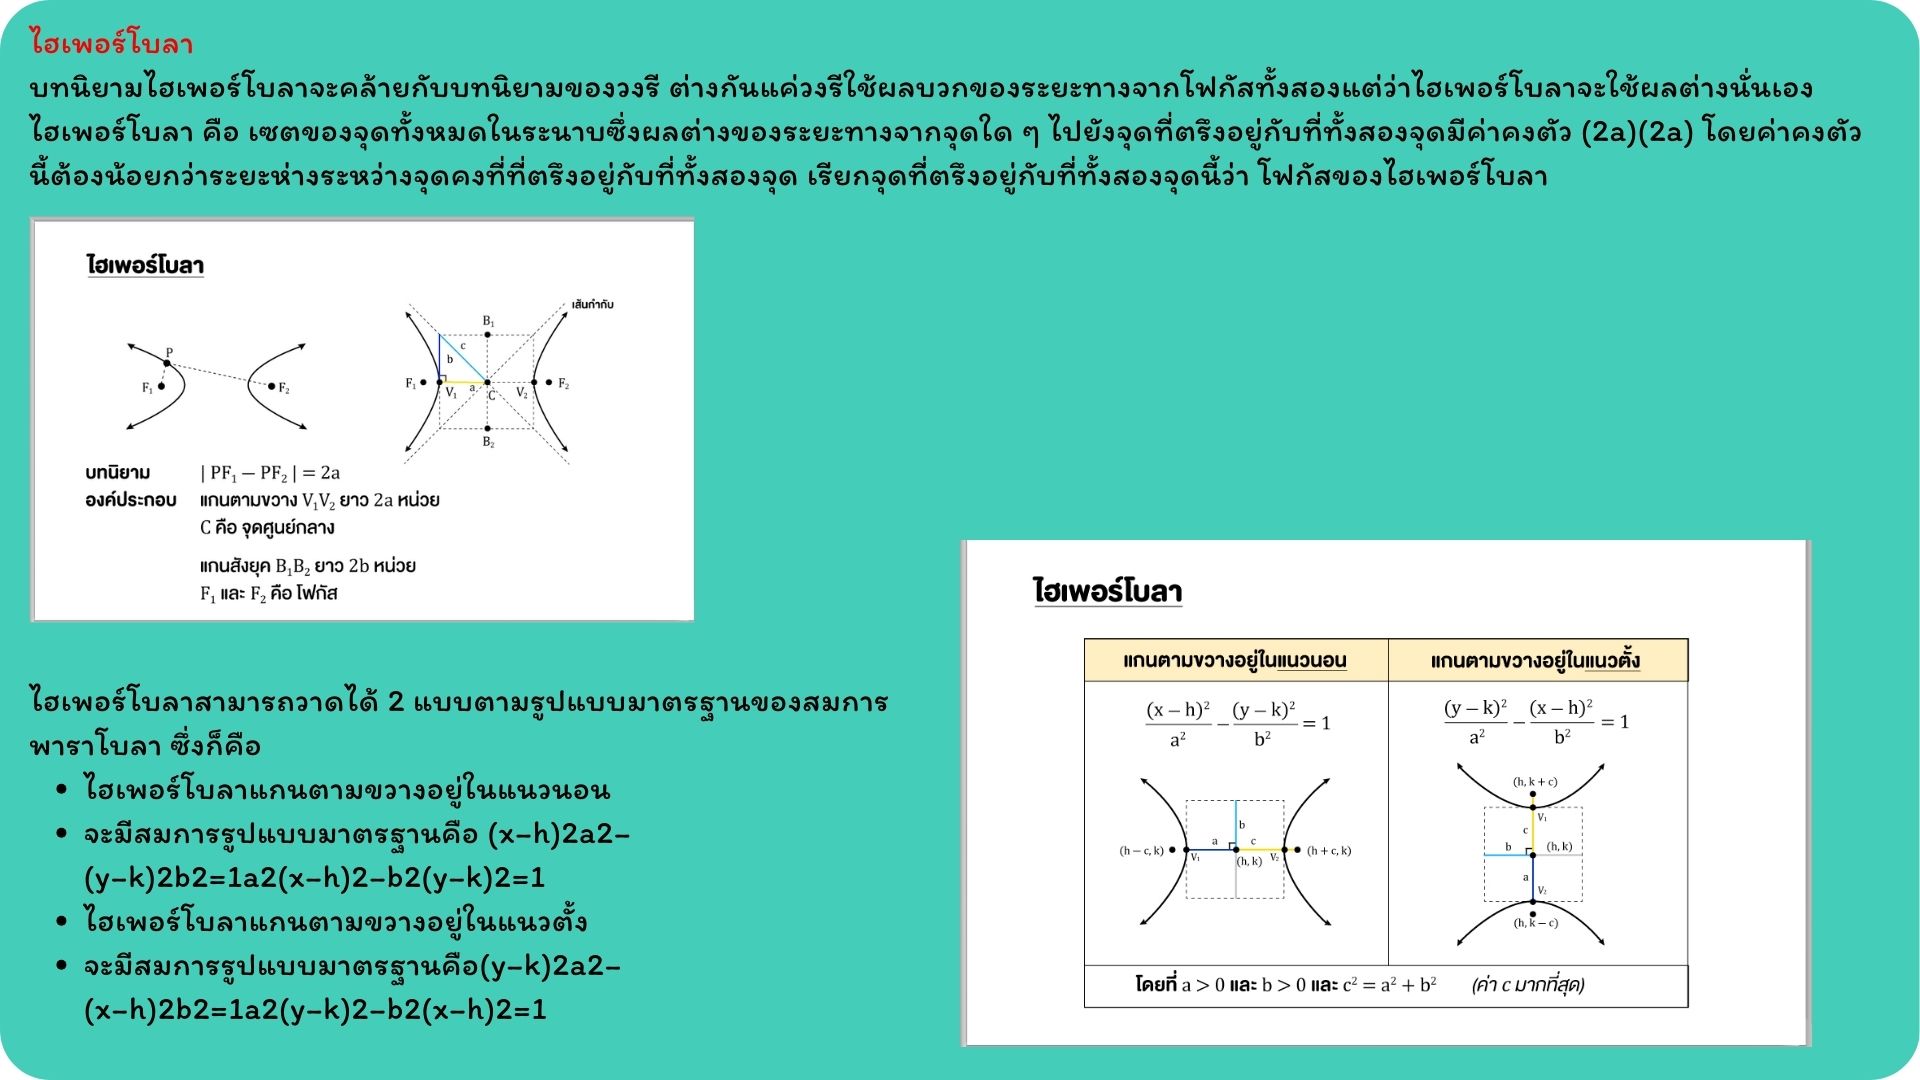 ไฮเพอร์โบลา
บทนิยามไฮเพอร์โบลาจะคล้ายกับบทนิยามของวงรี ต่างกันแค่วงรีใช้ผลบวกของระยะทางจากโฟกัสทั้งสองแต่ว่าไฮเพอร์โบลาจะใช้ผลต่างนั่นเอง
ไฮเพอร์โบลา คือ เซตของจุดทั้งหมดในระนาบซึ่งผลต่างของระยะทางจากจุดใด ๆ ไปยังจุดที่ตรึงอยู่กับที่ทั้งสองจุดมีค่าคงตัว (2a)(2a) โดยค่าคงตัว
นี้ต้องน้อยกว่าระยะห่างระหว่างจุดคงที่ที่ตรึงอยู่กับที่ทั้งสองจุด เรียกจุดที่ตรึงอยู่กับที่ทั้งสองจุดนี้ว่า โฟกัสของไฮเพอร์โบลา
ไฮเพอร์โบลา
P
F₁
F₂
เส้นกำกับ
B₁
c
b
F₁
V₁
a
C
V₂
F₂
B₂
บทนิยาม | PF₁ − PF₂ | = 2a
องค์ประกอบ แกนตามขวาง V₁V₂ ยาว 2a หน่วย
C คือ จุดศูนย์กลาง
แกนสังยุค B₁B₂ ยาว 2b หน่วย
F₁ และ F₂ คือ โฟกัส
ไฮเพอร์โบลาสามารถวาดได้ 2 แบบตามรูปแบบมาตรฐานของสมการ
พาราโบลา ซึ่งก็คือ
• ไฮเพอร์โบลาแกนตามขวางอยู่ในแนวนอน
• จะมีสมการรูปแบบมาตรฐานคือ (x−h)2a2−
(y−k)2b2=1a2(x−h)2−b2(y−k)2=1
• ไฮเพอร์โบลาแกนตามขวางอยู่ในแนวตั้ง
• จะมีสมการรูปแบบมาตรฐานคือ(y−k)2a2−
(x−h)2b2=1a2(y−k)2−b2(x−h)2=1
ไฮเพอร์โบลา
แกนตามขวางอยู่ในแนวนอน
แกนตามขวางอยู่ในแนวตั้ง
(x − h)²/a² − (y − k)²/b² = 1
(y − k)²/a² − (x − h)²/b² = 1
b
a
c
(h − c, k)
V₁
(h, k)
V₂
(h + c, k)
(h, k + c)
V₁
c
b
(h, k)
a
V₂
(h, k − c)
โดยที่ a > 0 และ b > 0 และ c² = a² + b² (ค่า c มากที่สุด)